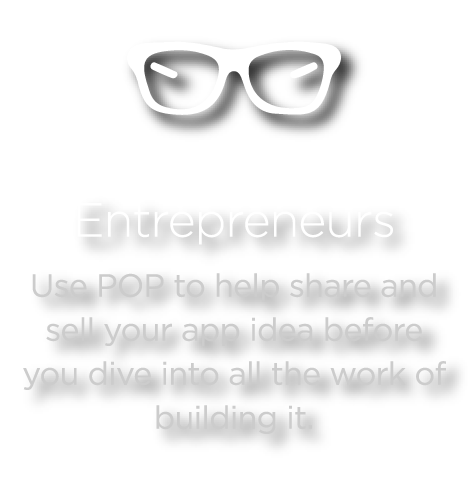 Entrepreneurs
Use POP to help share and
sell your app idea before
you dive into all the work of
building it.